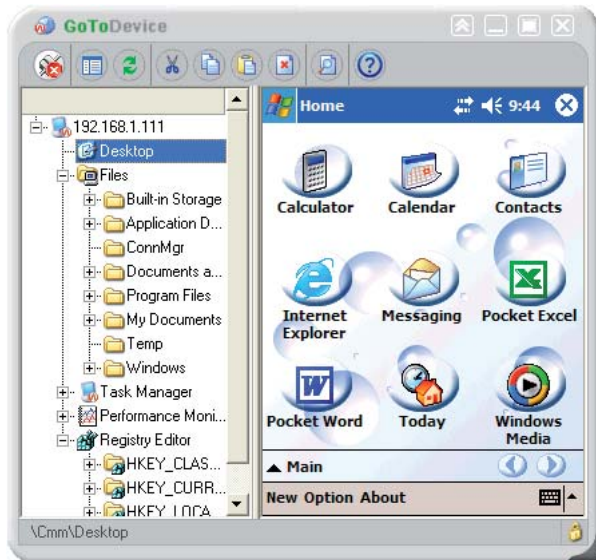 GoToDevice
192.168.1.111
Desktop
Files
Built-in Storage
Application D...
ConnMgr
Documents a...
Program Files
My Documents
Temp
Windows
Task Manager
Performance Moni...
Registry Editor
HKEY_CLAS...
HKEY_CURR...
HKEY_LOCA
\Cmm\Desktop
Home 9:44
Calculator Calendar Contacts
Internet Explorer Messaging Pocket Excel
Pocket Word Today Windows Media
Main
New Option About